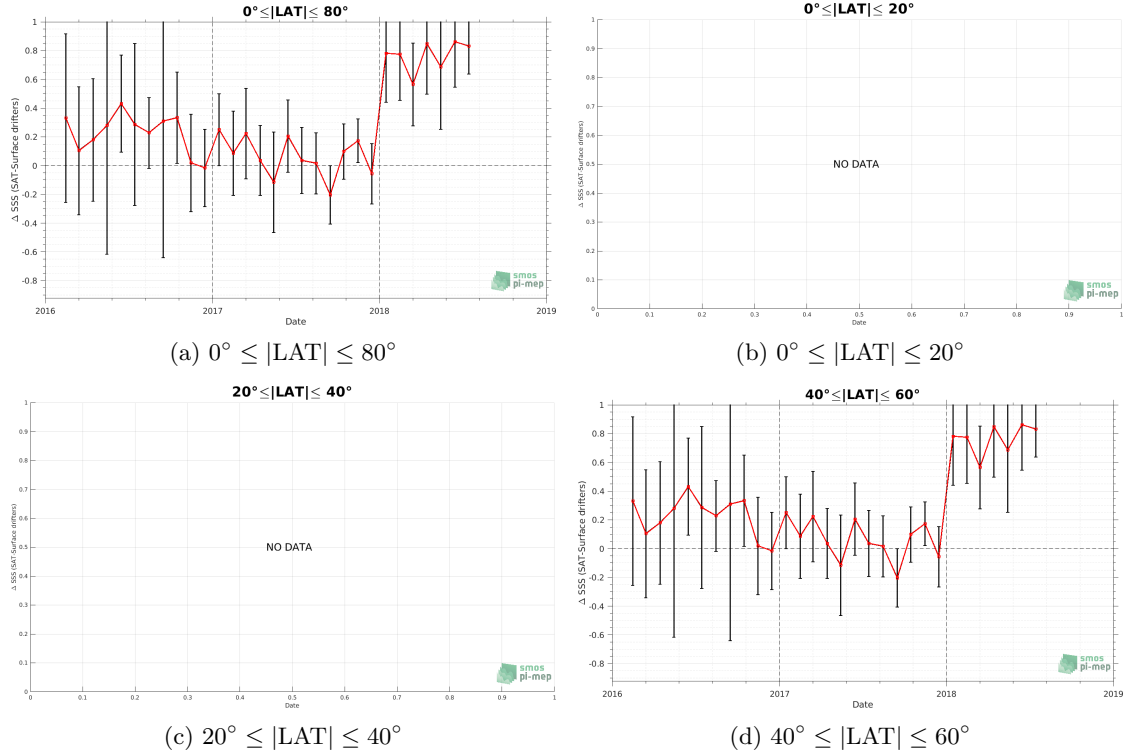 0°≤|LAT|≤ 80°
1
0.8
0.6
0.4
0.2
0
-0.2
-0.4
-0.6
-0.8
Δ SSS (SAT-Surface drifters)
2016
2017
2018
2019
Date
smos
pi-mep
(a) 0° ≤ |LAT| ≤ 80°
0°≤|LAT|≤ 20°
1
0.9
0.8
0.7
0.6
0.5
0.4
0.3
0.2
0.1
0
Δ SSS (SAT-Surface drifters)
NO DATA
0
0.1
0.2
0.3
0.4
0.5
0.6
0.7
0.8
0.9
1
Date
smos
pi-mep
(b) 0° ≤ |LAT| ≤ 20°
20°≤|LAT|≤ 40°
1
0.9
0.8
0.7
0.6
0.5
0.4
0.3
0.2
0.1
0
Δ SSS (SAT-Surface drifters)
NO DATA
0
0.1
0.2
0.3
0.4
0.5
0.6
0.7
0.8
0.9
1
Date
smos
pi-mep
(c) 20° ≤ |LAT| ≤ 40°
40°≤|LAT|≤ 60°
1
0.8
0.6
0.4
0.2
0
-0.2
-0.4
-0.6
-0.8
Δ SSS (SAT-Surface drifters)
2016
2017
2018
2019
Date
smos
pi-mep
(d) 40° ≤ |LAT| ≤ 60°